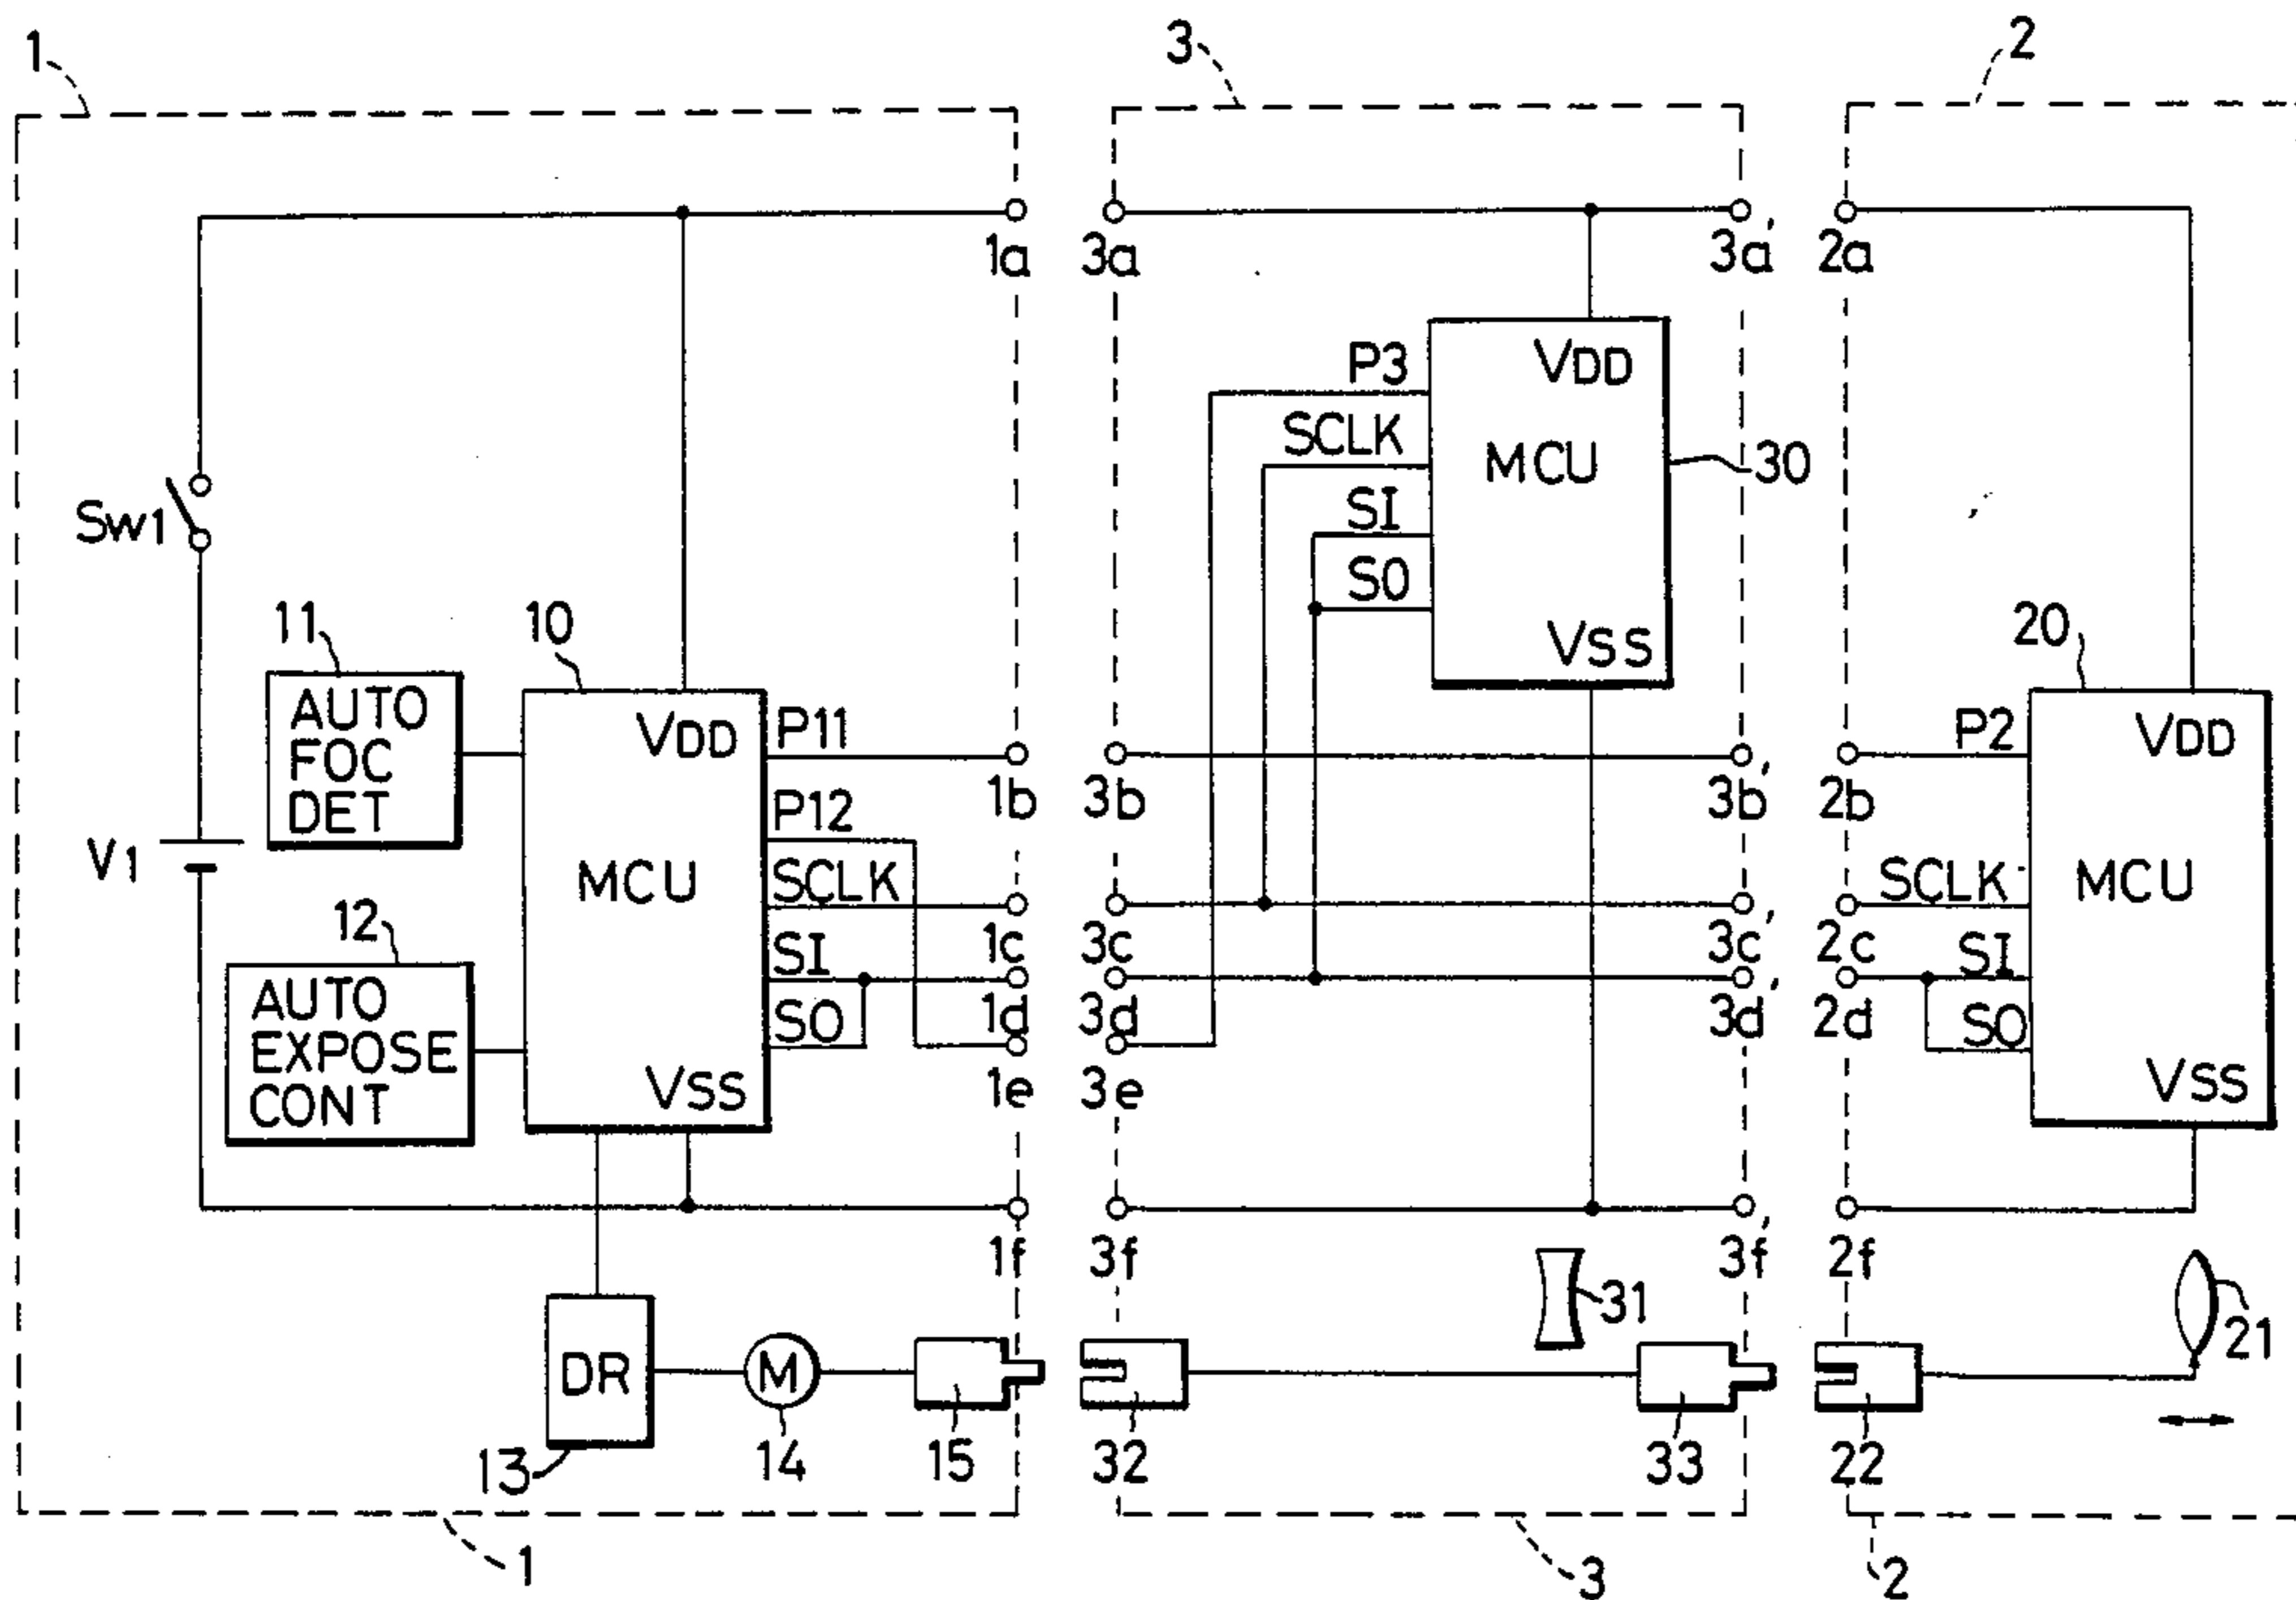 1
3
2
1a
3a
3a'
2a
P3
VDD
SCLK
MCU
30
SI
SO
VSS
Sw1
11
10
20
AUTO
FOC
DET
VDD
P11
P2
VDD
1b
3b
3b'
2b
P12
V1
MCU
SCLK
SCLK
MCU
12
1c
3c
3c'
2c
SI
SI
AUTO
EXPOSE
CONT
SO
1d
3d
3d'
2d
SO
VSS
1e
3e
VSS
1f
3f
3f'
2f
31
21
DR
M
13
14
15
32
33
22
1
3
2